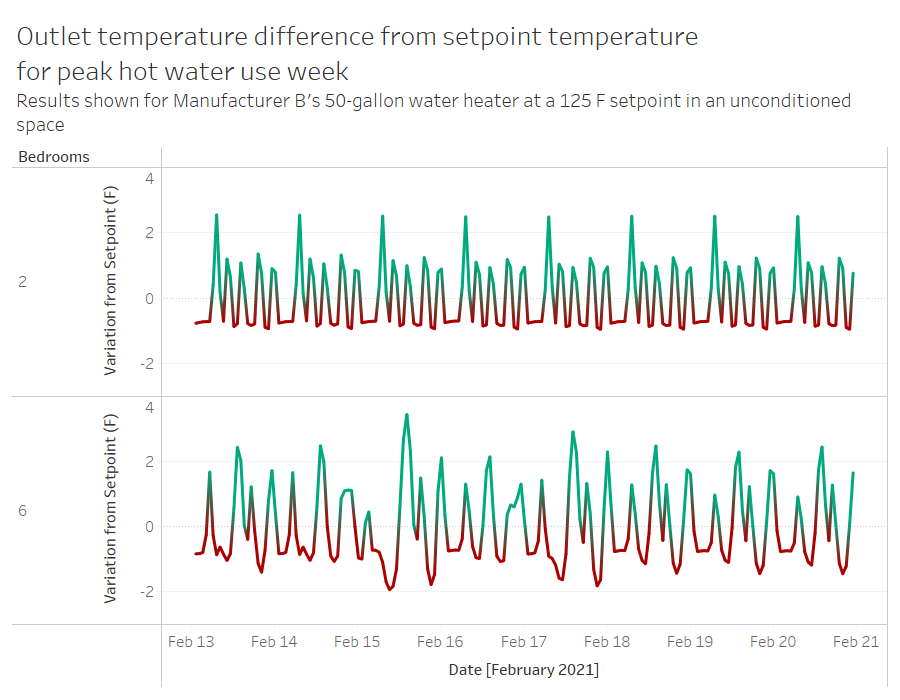 Outlet temperature difference from setpoint temperature
for peak hot water use week
Results shown for Manufacturer B's 50-gallon water heater at a 125 F setpoint in an unconditioned
space
Bedrooms
2
Variation from Setpoint (F)
4
2
0
-2
6
Variation from Setpoint (F)
4
2
0
-2
Feb 13 Feb 14 Feb 15 Feb 16 Feb 17 Feb 18 Feb 19 Feb 20 Feb 21
Date [February 2021]